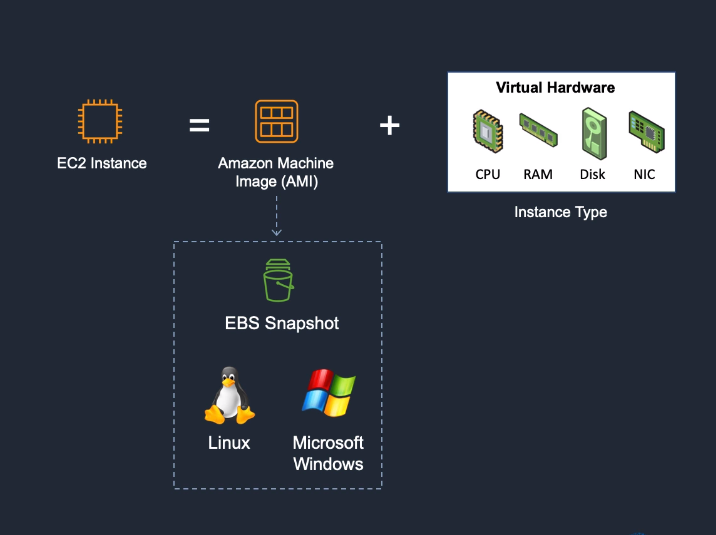 Virtual Hardware
EC2 Instance
=
Amazon Machine
Image (AMI)
+
CPU
RAM
Disk
NIC
Instance Type
EBS Snapshot
Linux
Microsoft
Windows